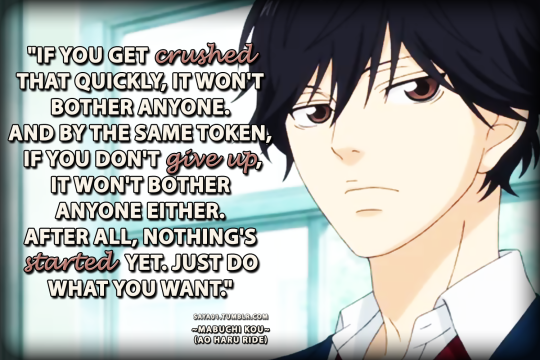 "IF YOU GET crushed
THAT QUICKLY, IT WON'T
BOTHER ANYONE.
AND BY THE SAME TOKEN,
IF YOU DON'T give up,
IT WON'T BOTHER
ANYONE EITHER.
AFTER ALL, NOTHING'S
started YET. JUST DO
WHAT YOU WANT."
SAYA01.TUMBLR.COM
~MABUCHI KOU~
(AO HARU RIDE)